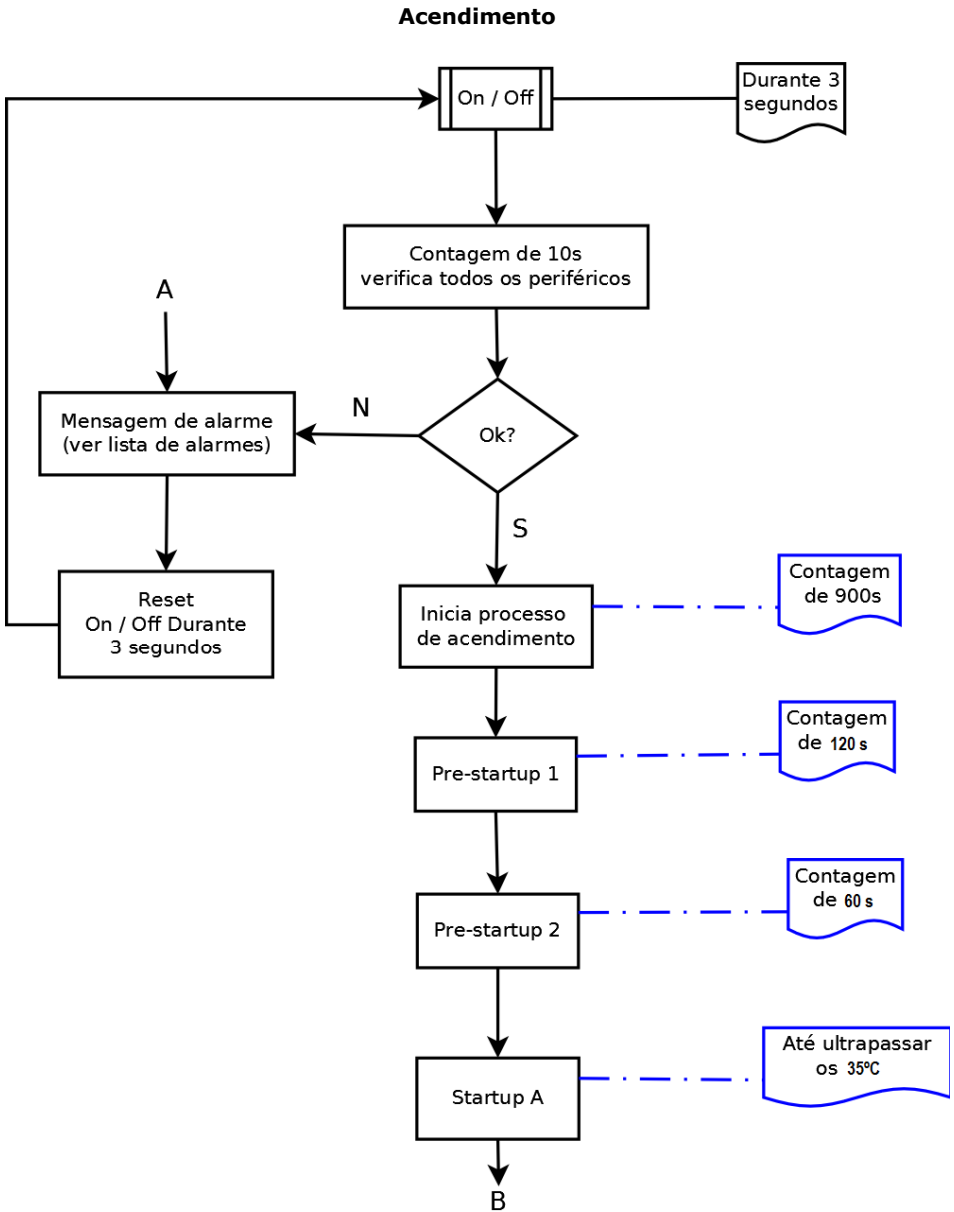 Acendimento
On / Off
Durante 3
segundos
Contagem de 10s
verifica todos os periféricos
A
Mensagem de alarme
(ver lista de alarmes)
N
Ok?
S
Reset
On / Off Durante
3 segundos
Inicia processo
de acendimento
Contagem
de 900s
Pre-startup 1
Contagem
de 120 s
Pre-startup 2
Contagem
de 60 s
Startup A
Até ultrapassar
os 35ºC
B